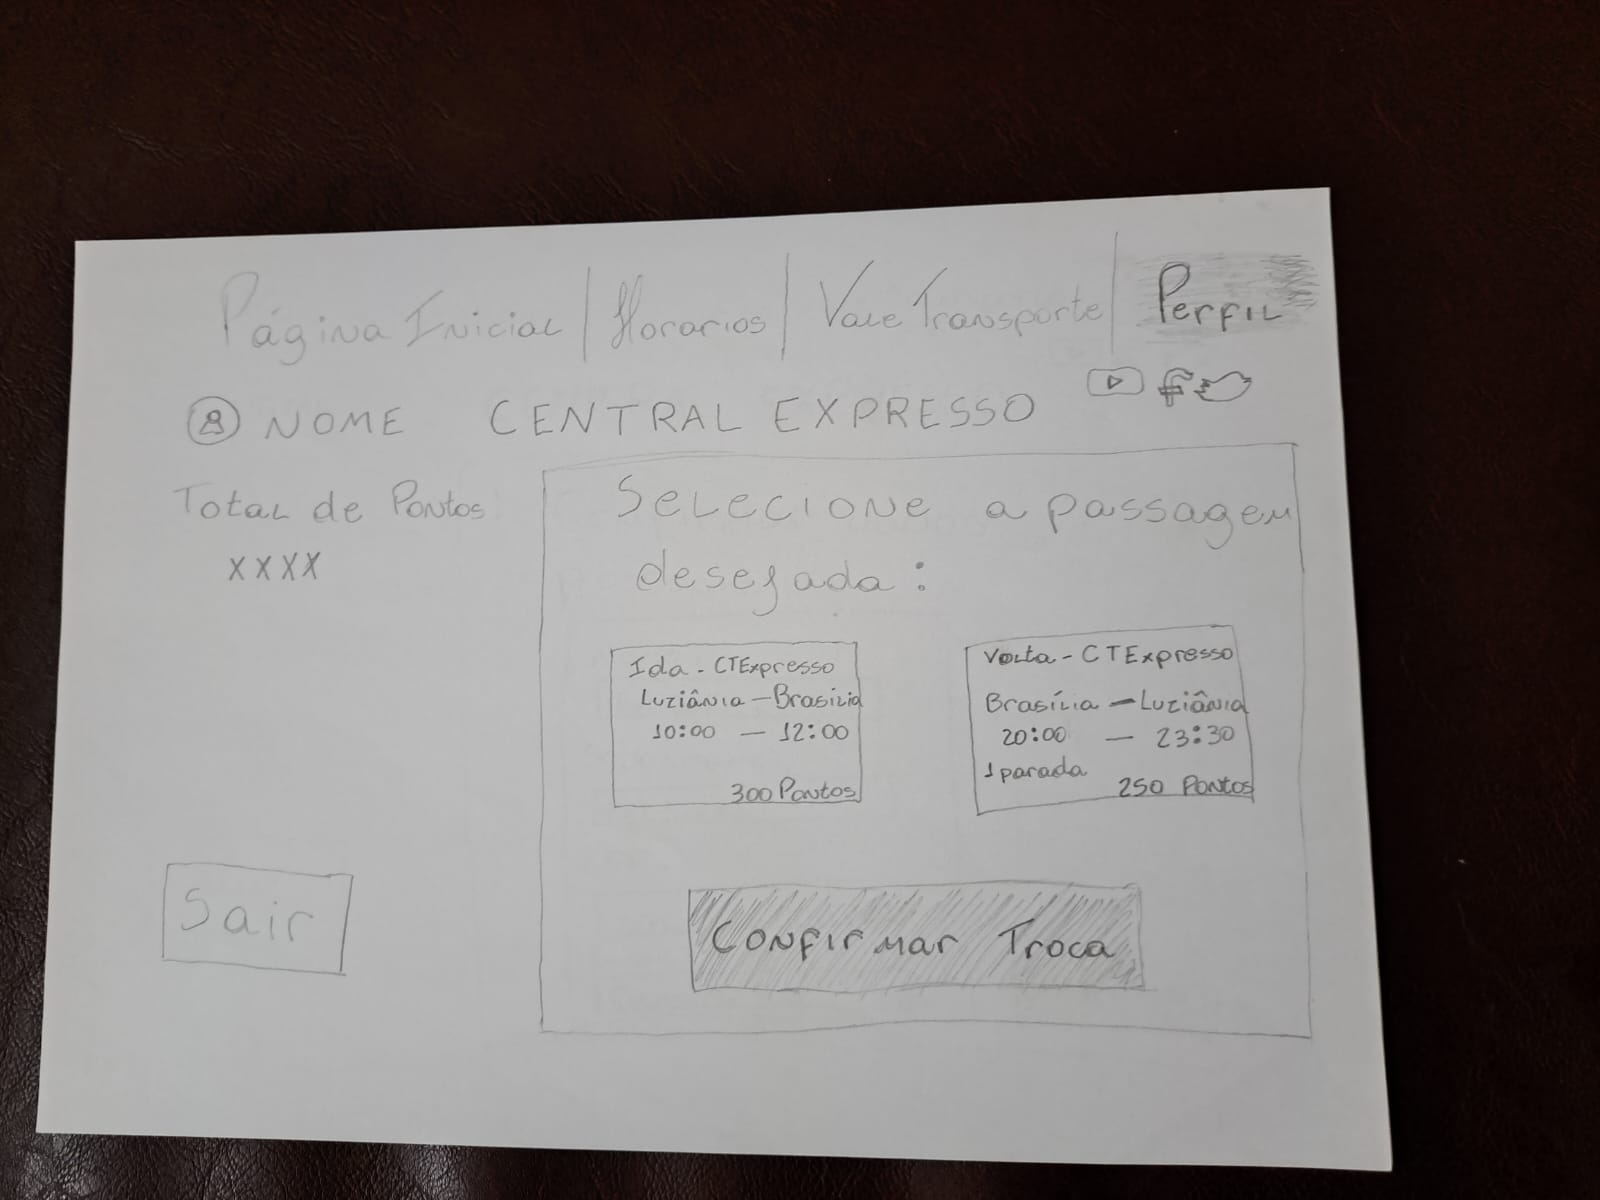 Página Inicial | Horarios | Vale Transporte | Perfil
NOME CENTRAL EXPRESSO
Total de Pontos
XXXX
Selecione a passagem
desejada:
Ida - CTExpresso
Luziânia - Brasília
10:00 - 12:00
300 Pontos
Volta - CTExpresso
Brasília - Luziânia
20:00 - 23:30
1 parada
250 Pontos
Sair
Confirmar Troca